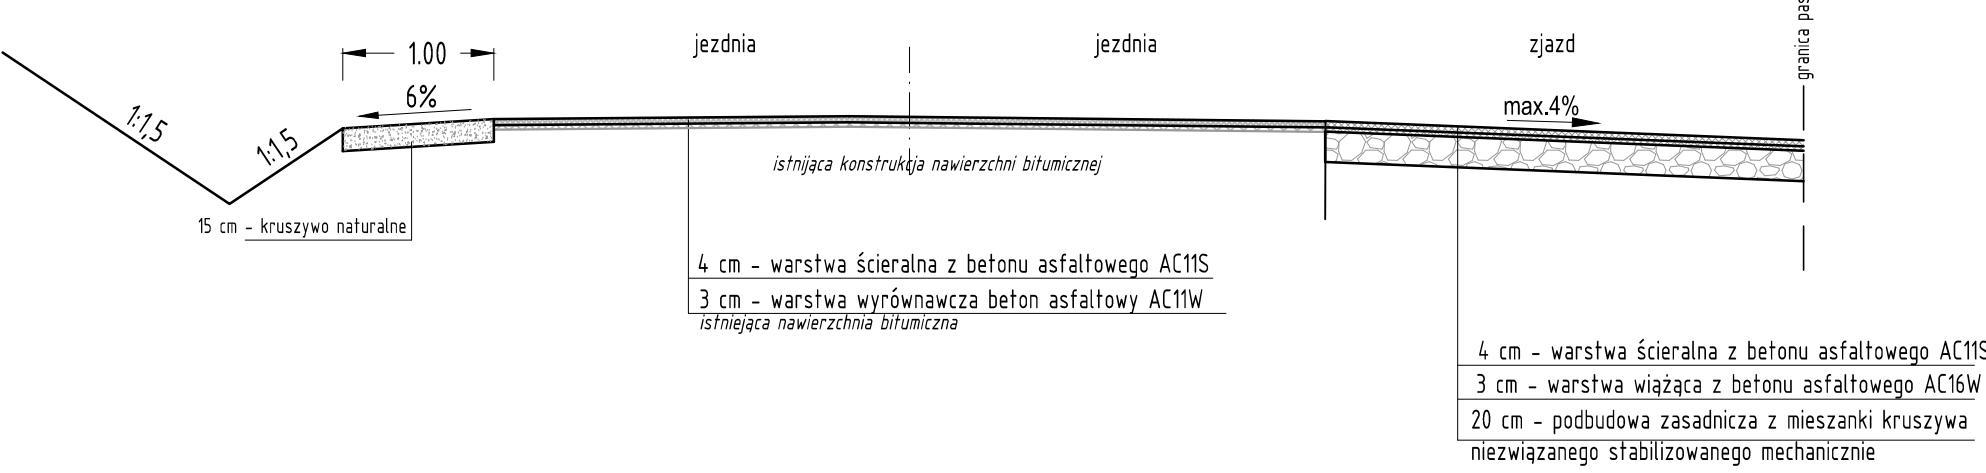 jezdnia
jezdnia
zjazd
granica pas
1.00
6%
max.4%
1:1,5
1:1,5
istnijąca konstrukcja nawierzchni bitumicznej
15 cm - kruszywo naturalne
4 cm - warstwa ścieralna z betonu asfaltowego AC11S
3 cm - warstwa wyrównawcza beton asfaltowy AC11W
istniejąca nawierzchnia bitumiczna
4 cm - warstwa ścieralna z betonu asfaltowego AC11S
3 cm - warstwa wiążąca z betonu asfaltowego AC16W
20 cm - podbudowa zasadnicza z mieszanki kruszywa
niezwiązanego stabilizowanego mechanicznie